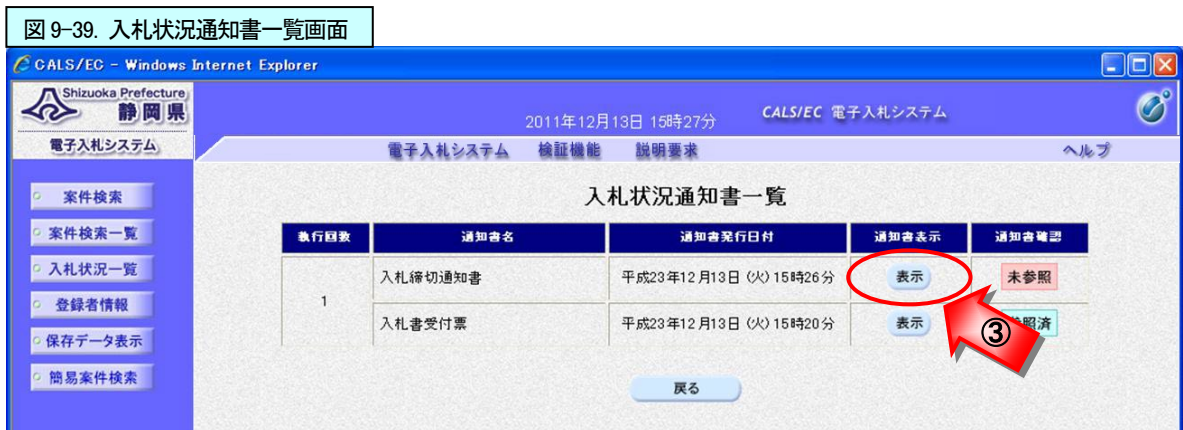 図 9-39. 入札状況通知書一覧画面
CALS/EC - Windows Internet Explorer
Shizuoka Prefecture
静岡県
電子入札システム
2011年12月13日 15時27分
CALS/EC 電子入札システム
電子入札システム 検証機能 説明要求 ヘルプ
案件検索
案件検索一覧
入札状況一覧
登録者情報
保存データ表示
簡易案件検索
入札状況通知書一覧
執行回数 通知書名 通知書発行日付 通知書表示 通知書確認
1
入札締切通知書 平成23年12月13日 (火) 15時26分 表示 未参照
入札書受付票 平成23年12月13日 (火) 15時20分 表示 照済
③
戻る